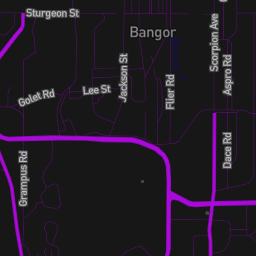 Sturgeon St
Bangor
Scorpion Ave
Aspro Rd
Jackson St
Flier Rd
Lee St
Golet Rd
Dace Rd
Grampus Rd